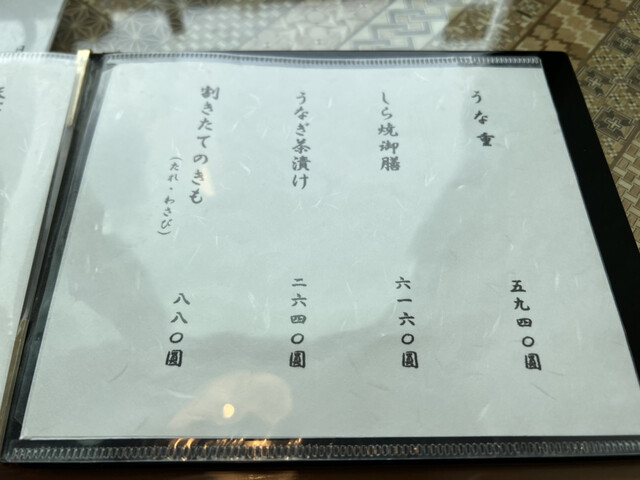 うな重
五九四〇圓
しら焼御膳
六一六〇圓
うなぎ茶漬け
二六四〇圓
割きたてのきも
(たれ・わさび)
八八〇圓